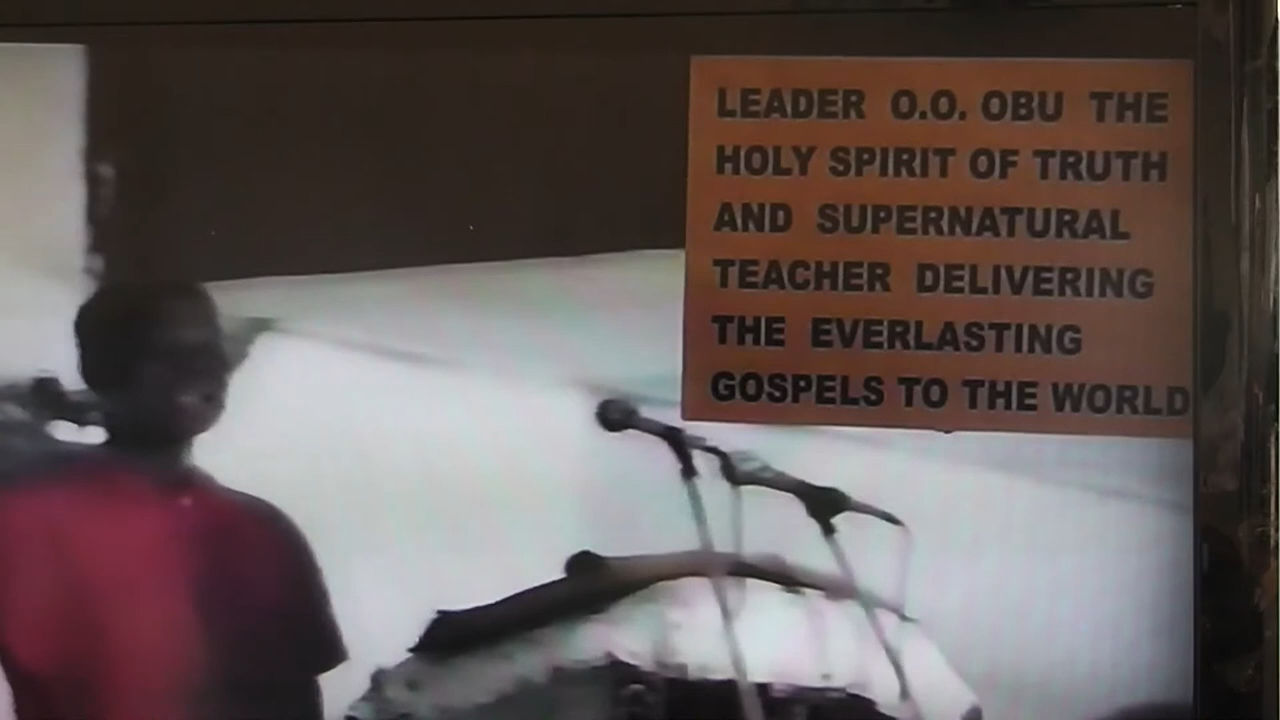 LEADER O.O. OBU THE
HOLY SPIRIT OF TRUTH
AND SUPERNATURAL
TEACHER DELIVERING
THE EVERLASTING
GOSPELS TO THE WORLD